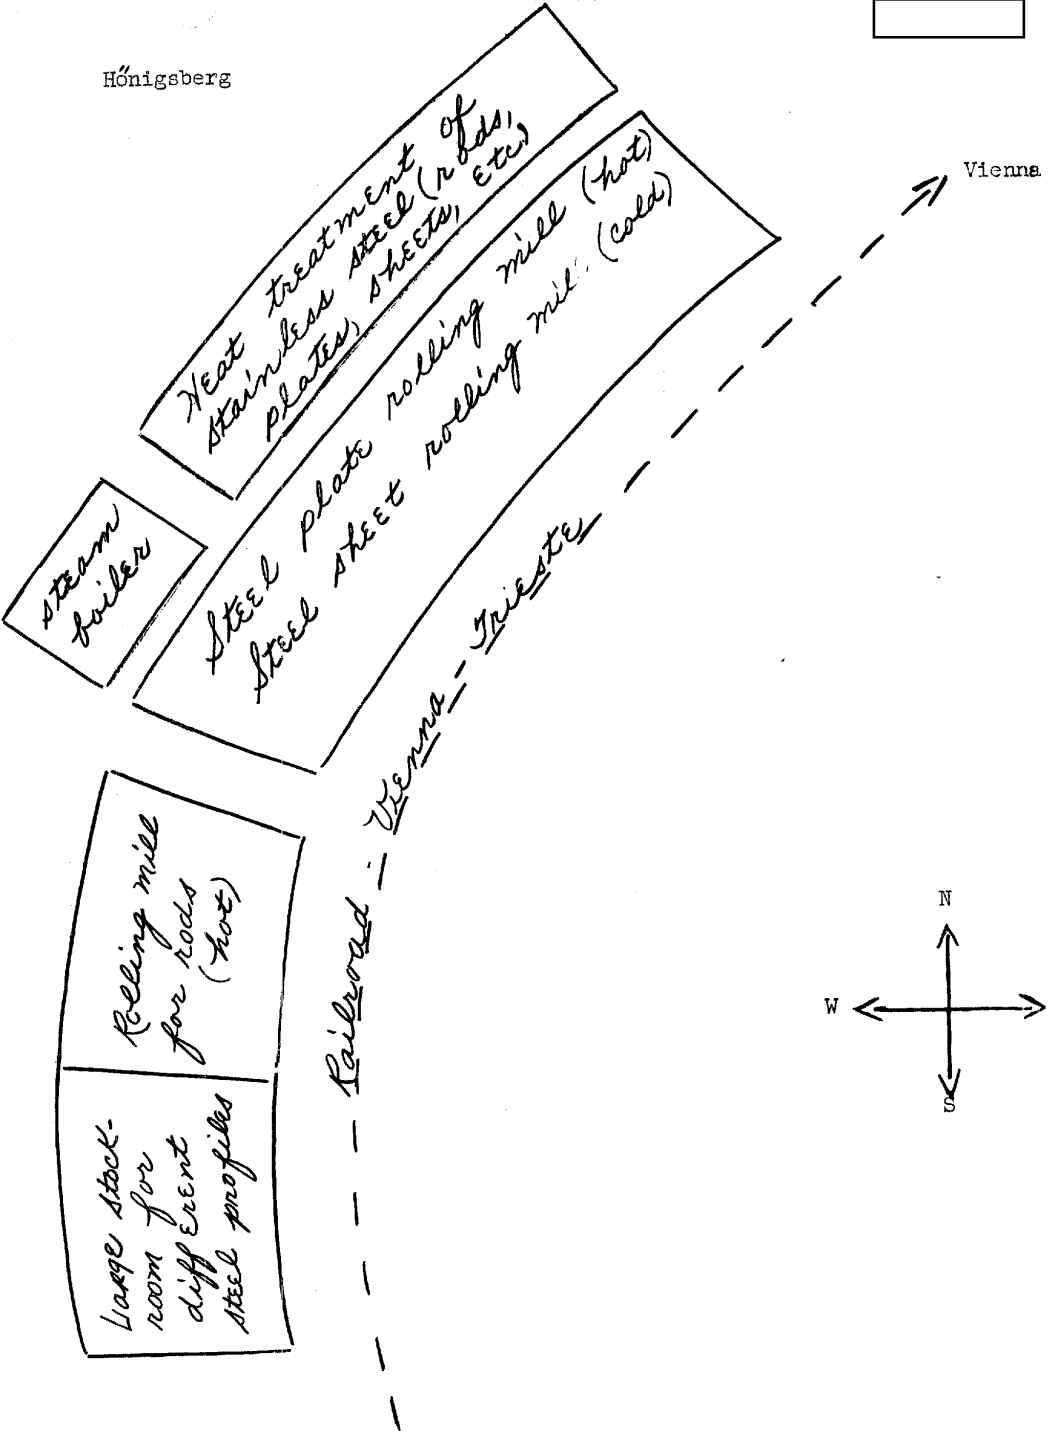 Hőnigsberg
Vienna
Heat treatment of
stainless steel (rods,
plates, sheets, etc)
Steel plate rolling mill (hot)
Steel sheet rolling mill (cold)
steam
boiler
Railroad - Vienna - Trieste
Rolling mill
for rods
(hot)
Large stock-
room for
different
steel profiles
N
W
S